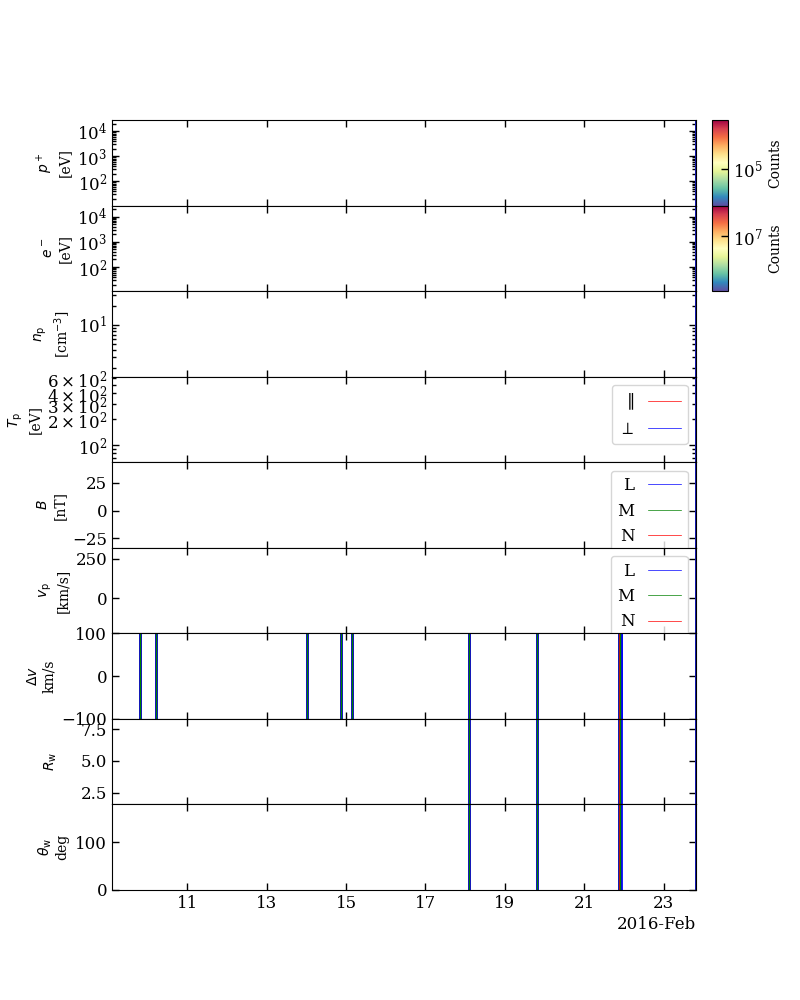 10⁴
10³
10²
p⁺
[eV]
10⁵
Counts
10⁴
10³
10²
e⁻
[eV]
10⁷
Counts
10¹
nₚ
[cm⁻³]
6 × 10²
4 × 10²
3 × 10²
2 × 10²
10²
Tₚ
[eV]
∥
⊥
25
0
−25
B
[nT]
L
M
N
250
0
vₚ
[km/s]
L
M
N
100
0
−100
Δv
km/s
7.5
5.0
2.5
R_w
100
0
θ_w
deg
11 13 15 17 19 21 23
2016-Feb